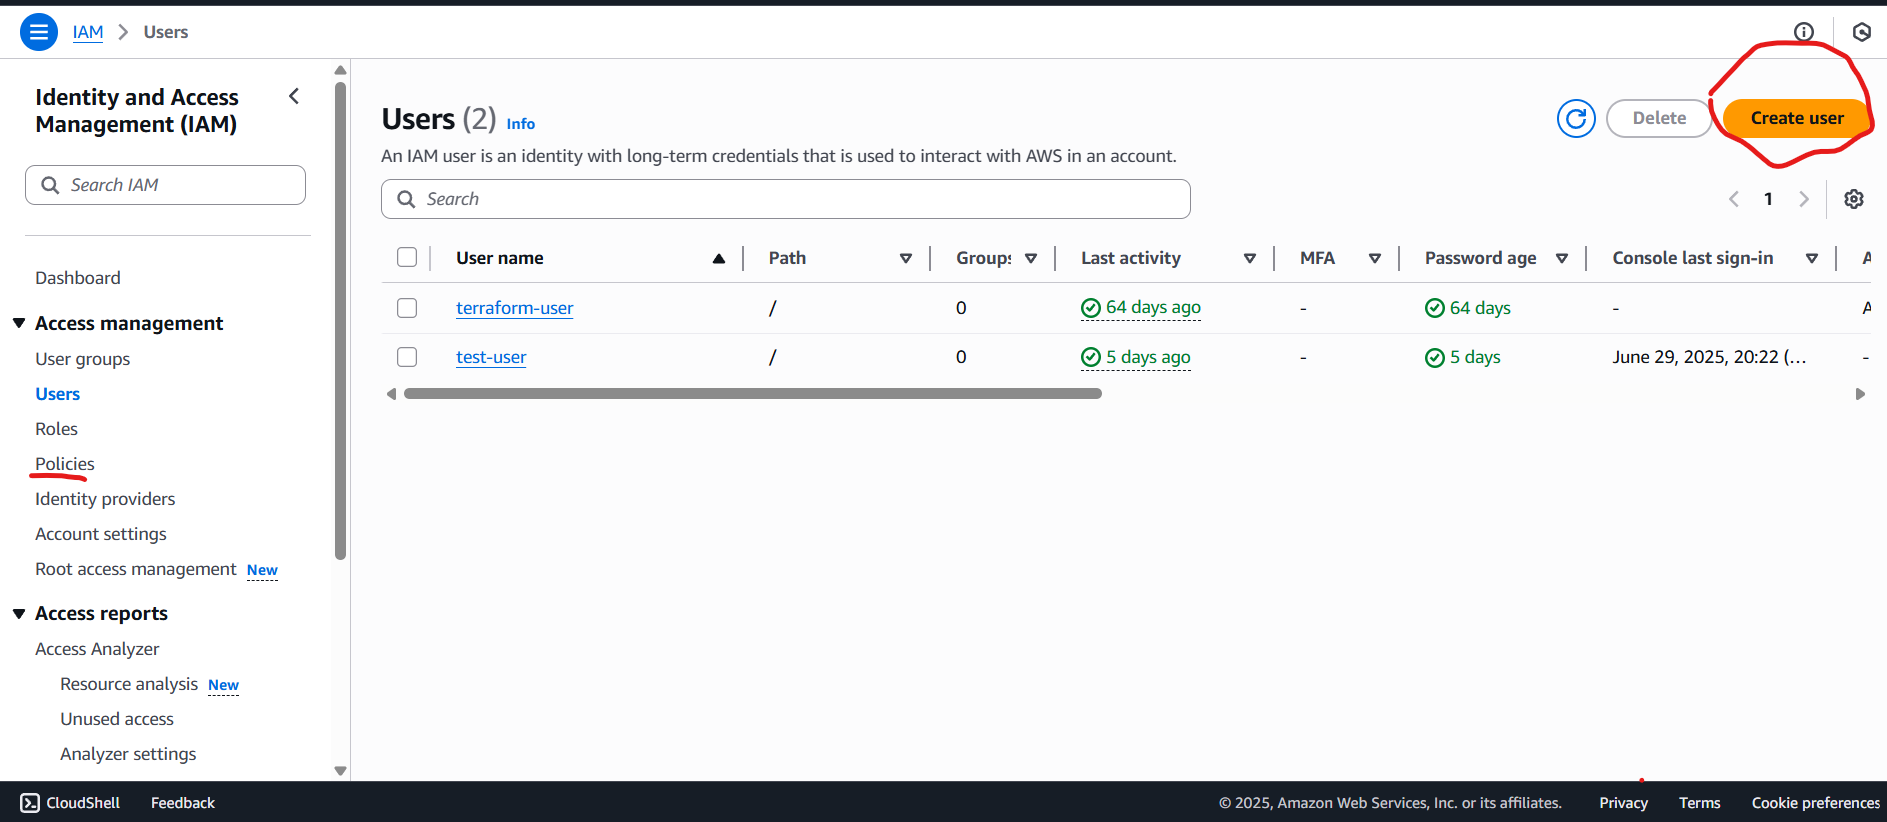 IAM > Users
Identity and Access
Management (IAM)
Search IAM
Dashboard
Access management
User groups
Users
Roles
Policies
Identity providers
Account settings
Root access management New
Access reports
Access Analyzer
Resource analysis New
Unused access
Analyzer settings
Users (2) Info
Delete
Create user
An IAM user is an identity with long-term credentials that is used to interact with AWS in an account.
Search
1
User name Path Groups Last activity MFA Password age Console last sign-in A
terraform-user / 0 64 days ago - 64 days - A
test-user / 0 5 days ago - 5 days June 29, 2025, 20:22 (... -
CloudShell Feedback © 2025, Amazon Web Services, Inc. or its affiliates. Privacy Terms Cookie preferences